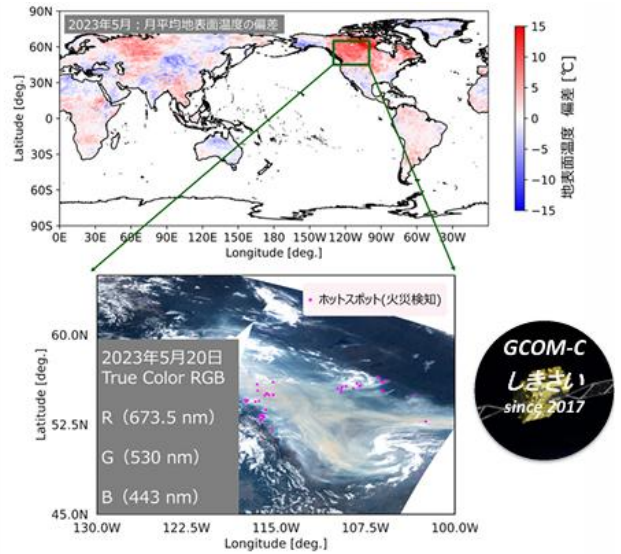 2023年5月：月平均地表面温度の偏差
90N
60N
30N
0
30S
60S
90S
Latitude [deg.]
0E 30E 60E 90E 120E 150E 180E 150W 120W 90W 60W 30W
Longitude [deg.]
15
10
5
0
−5
−10
−15
地表面温度 偏差 [℃]
ホットスポット(火災検知)
2023年5月20日
True Color RGB
R（673.5 nm）
G（530 nm）
B（443 nm）
60.0N
52.5N
45.0N
Latitude [deg.]
130.0W 122.5W 115.0W 107.5W 100.0W
Longitude [deg.]
GCOM-C
しきさい
since 2017